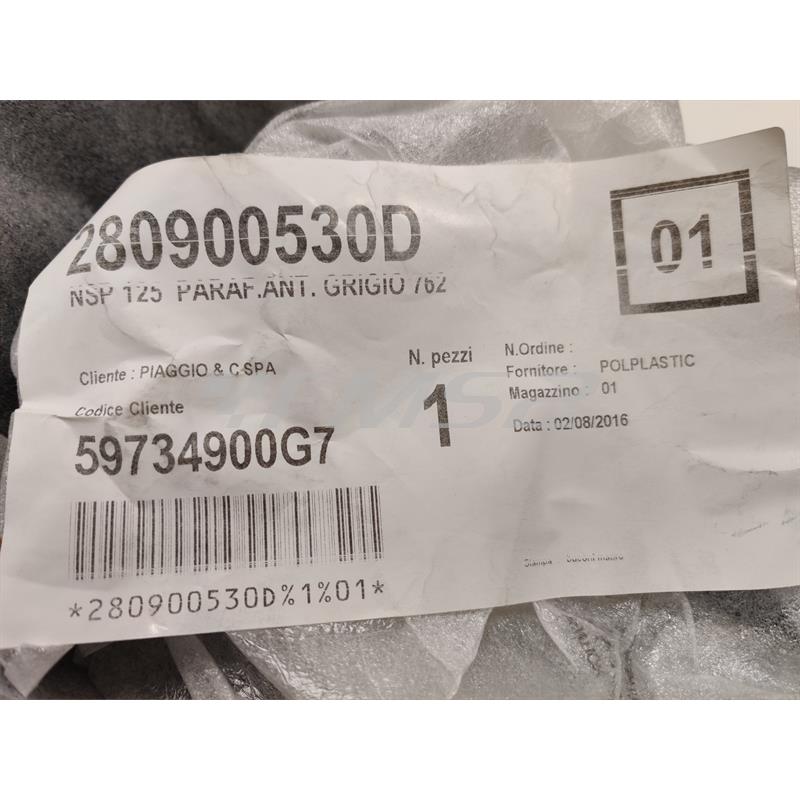 280900530D
01
NSP 125 PARAF.ANT. GRIGIO 762
Cliente : PIAGGIO & C SPA
N. pezzi
1
N.Ordine :
Fornitore : POLPLASTIC
Magazzino : 01
Data : 02/08/2016
Codice Cliente
59734900G7
*280900530D%1%01*
Stampa